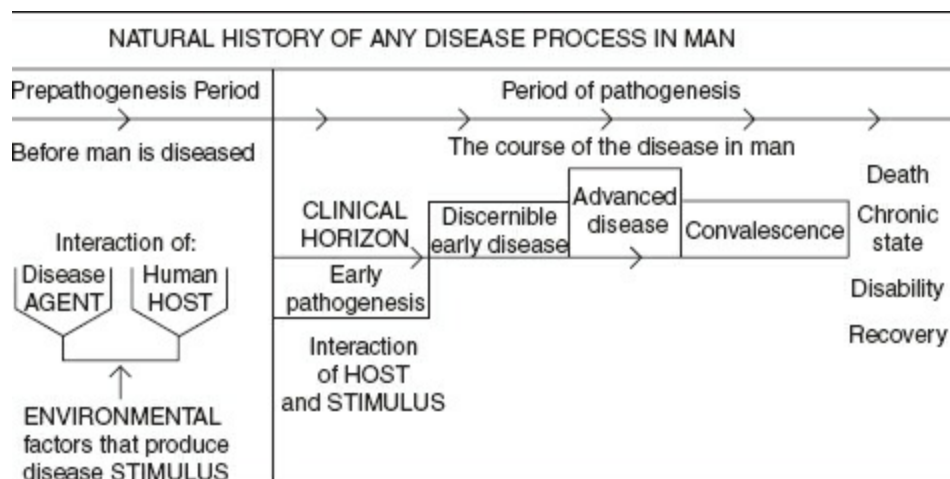 NATURAL HISTORY OF ANY DISEASE PROCESS IN MAN
Prepathogenesis Period
Period of pathogenesis
Before man is diseased
The course of the disease in man
Interaction of:
Disease
AGENT
Human
HOST
ENVIRONMENTAL
factors that produce
disease STIMULUS
CLINICAL
HORIZON
Early
pathogenesis
Interaction
of HOST
and STIMULUS
Discernible
early disease
Advanced
disease
Convalescence
Death
Chronic
state
Disability
Recovery